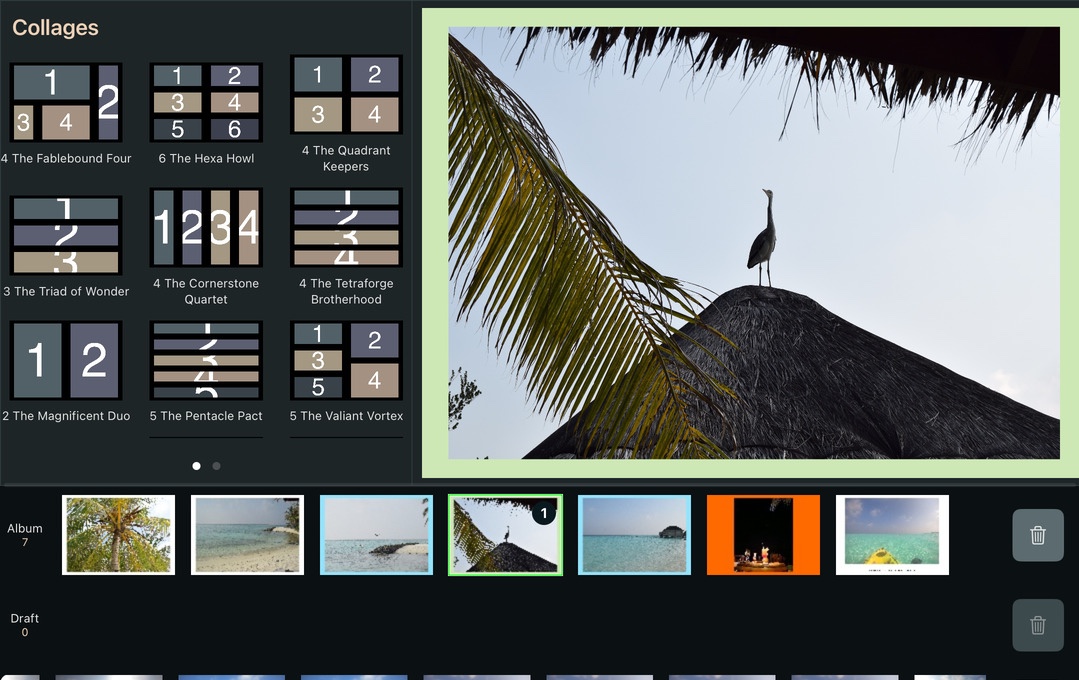 Collages
1
2
3
4
4 The Fablebound Four
1
2
3
4
5
6
6 The Hexa Howl
1
2
3
4
4 The Quadrant
Keepers
1
2
3
3 The Triad of Wonder
1
2
3
4
4 The Cornerstone
Quartet
1
2
3
4
4 The Tetraforge
Brotherhood
1
2
2 The Magnificent Duo
1
2
3
4
5
5 The Pentacle Pact
1
2
3
4
5
5 The Valiant Vortex
Album
7
1
Draft
0